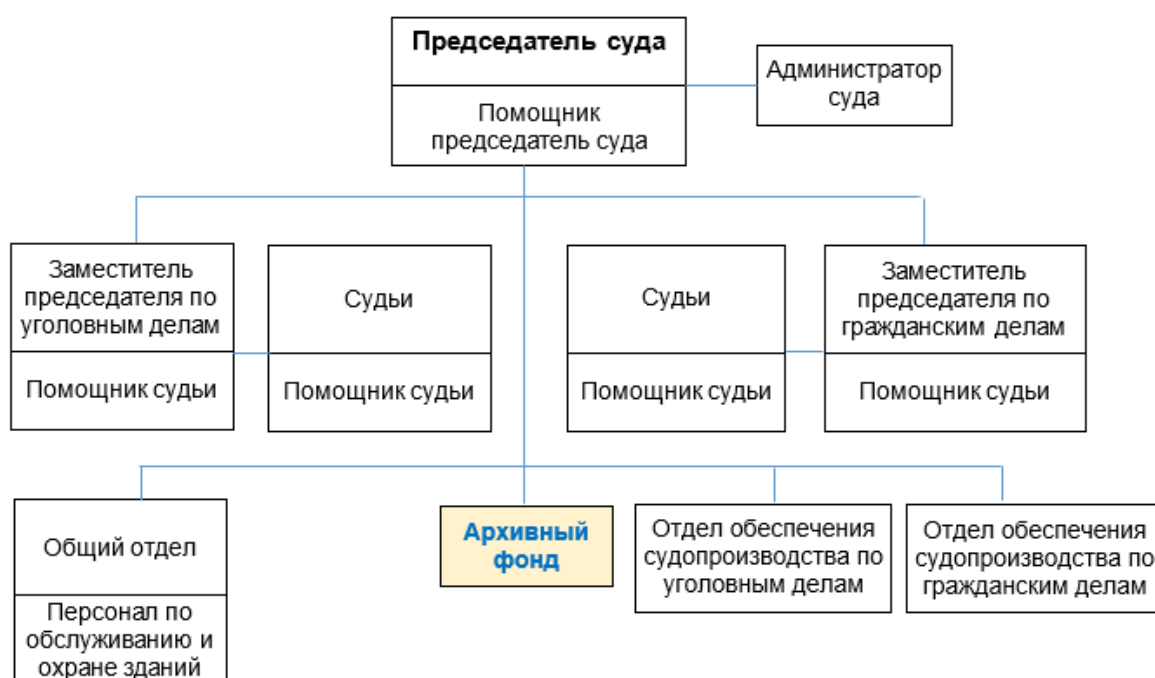 Председатель суда
Помощник
председатель суда
Администратор
суда
Заместитель
председателя по
уголовным делам
Помощник судьи
Судьи
Помощник судьи
Судьи
Помощник судьи
Заместитель
председателя по
гражданским делам
Помощник судьи
Общий отдел
Персонал по
обслуживанию и
охране зданий
Архивный
фонд
Отдел обеспечения
судопроизводства по
уголовным делам
Отдел обеспечения
судопроизводства по
гражданским делам